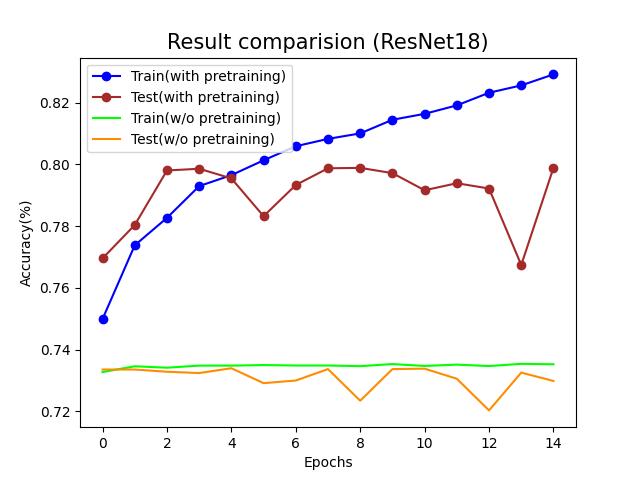 Result comparision (ResNet18)
Train(with pretraining)
Test(with pretraining)
Train(w/o pretraining)
Test(w/o pretraining)
Accuracy(%)
0.82
0.80
0.78
0.76
0.74
0.72
0 2 4 6 8 10 12 14
Epochs